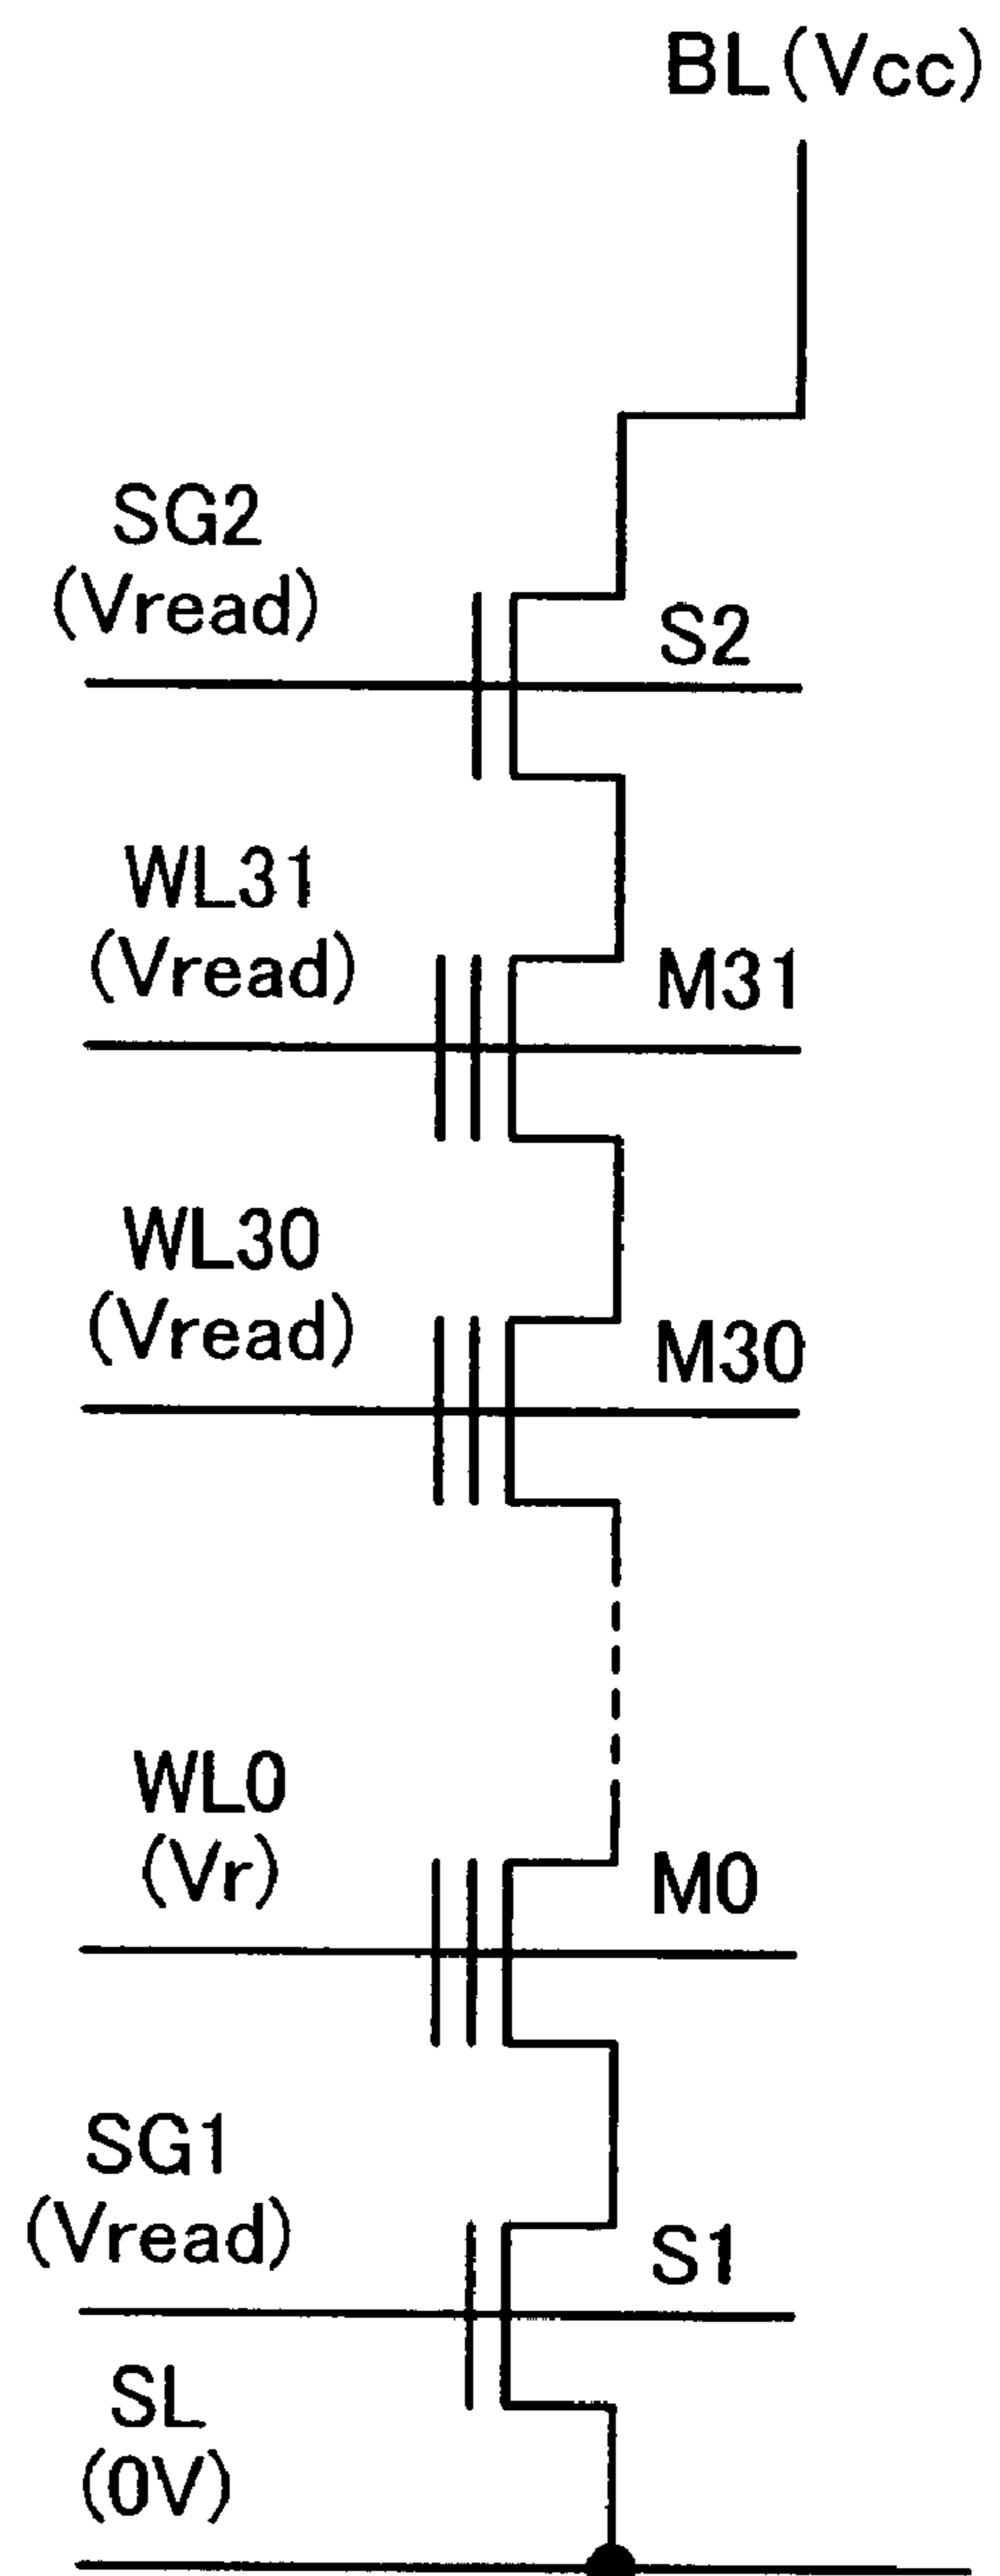 BL(Vcc)
SG2
(Vread)
S2
WL31
(Vread)
M31
WL30
(Vread)
M30
WL0
(Vr)
M0
SG1
(Vread)
S1
SL
(0V)